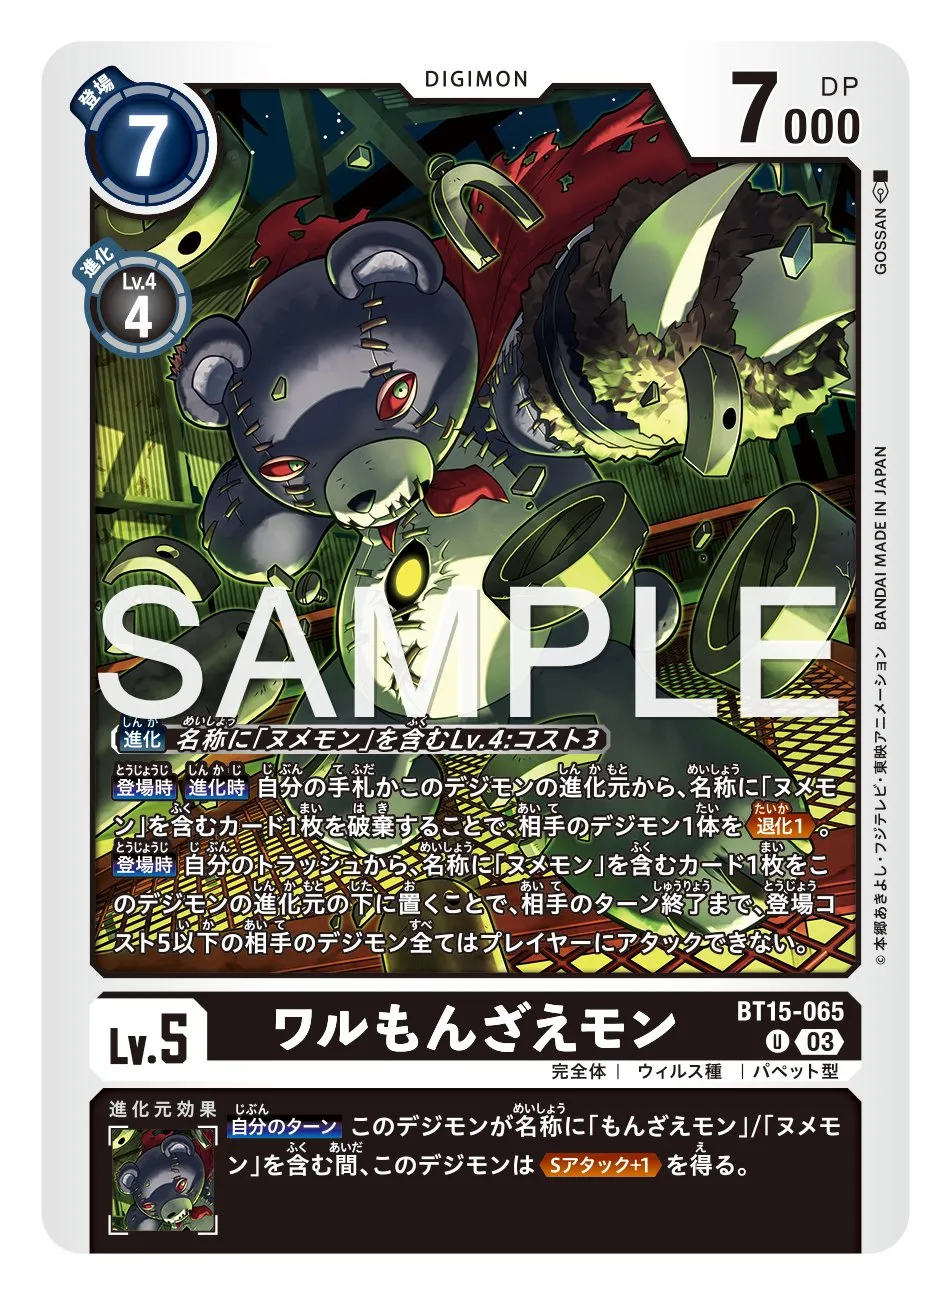 DIGIMON
登場
7
7000
DP
進化
Lv.4
4
GOSSAN
BANDAI MADE IN JAPAN
©本郷あきよし・フジテレビ・東映アニメーション
SAMPLE
進化 名称に「ヌメモン」を含むLv.4:コスト3
登場時 進化時 自分の手札かこのデジモンの進化元から、名称に「ヌメモ
ン」を含むカード1枚を破棄することで、相手のデジモン1体を 退化1 。
登場時 自分のトラッシュから、名称に「ヌメモン」を含むカード1枚をこ
のデジモンの進化元の下に置くことで、相手のターン終了まで、登場コ
スト5以下の相手のデジモン全てはプレイヤーにアタックできない。
Lv.5
ワルもんざえモン
BT15-065
U 03
完全体 | ウィルス種 | パペット型
進化元効果
自分のターン このデジモンが名称に「もんざえモン」/「ヌメモ
ン」を含む間、このデジモンは Sアタック+1 を得る。